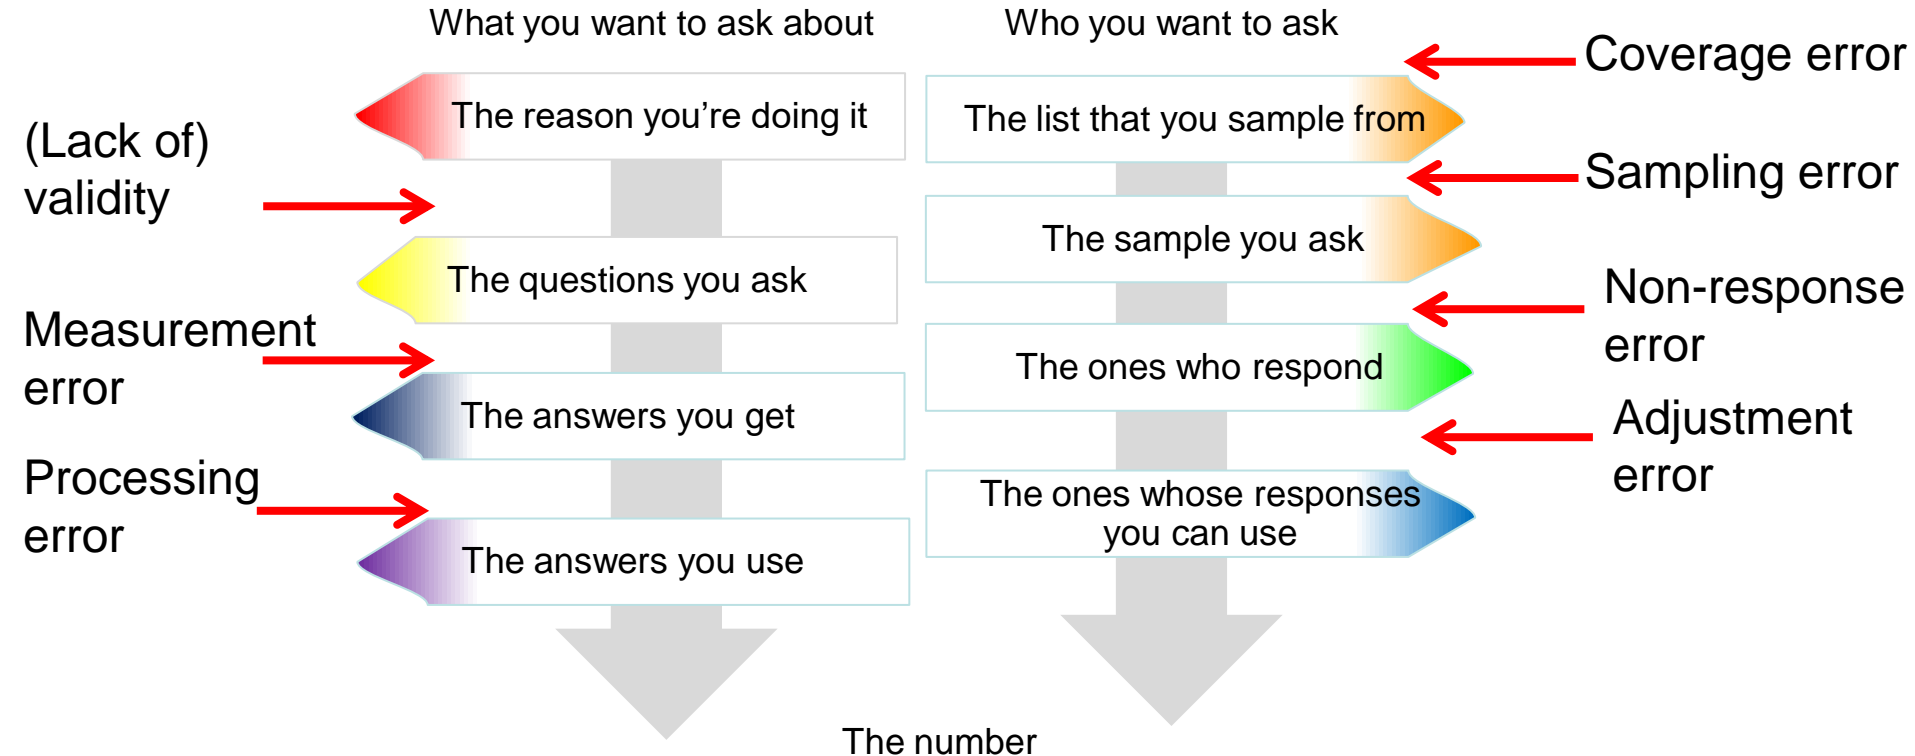 What you want to ask about
Who you want to ask
Coverage error
The reason you’re doing it
The list that you sample from
(Lack of)
validity
Sampling error
The sample you ask
The questions you ask
Non-response
error
Measurement
error
The ones who respond
The answers you get
Adjustment
error
Processing
error
The ones whose responses
you can use
The answers you use
The number